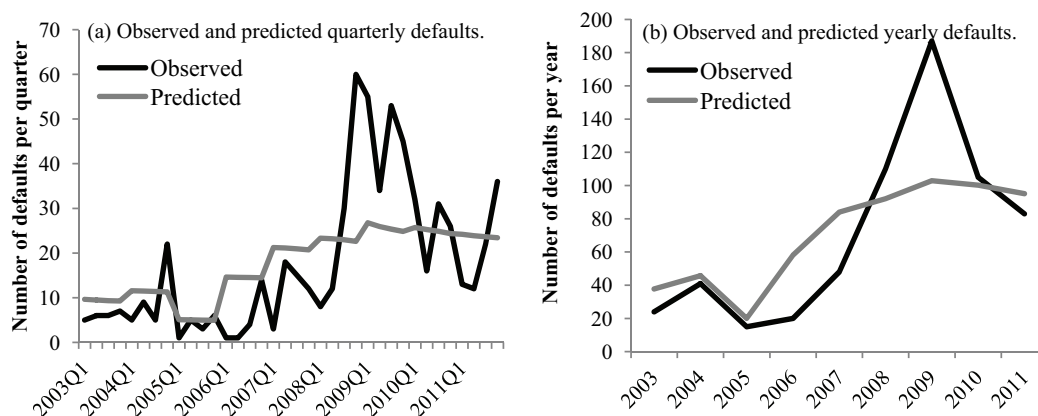 (a) Observed and predicted quarterly defaults.
Observed
Predicted
Number of defaults per quarter
70
60
50
40
30
20
10
0
2003Q1
2004Q1
2005Q1
2006Q1
2007Q1
2008Q1
2009Q1
2010Q1
2011Q1
(b) Observed and predicted yearly defaults.
Observed
Predicted
Number of defaults per year
200
180
160
140
120
100
80
60
40
20
0
2003
2004
2005
2006
2007
2008
2009
2010
2011